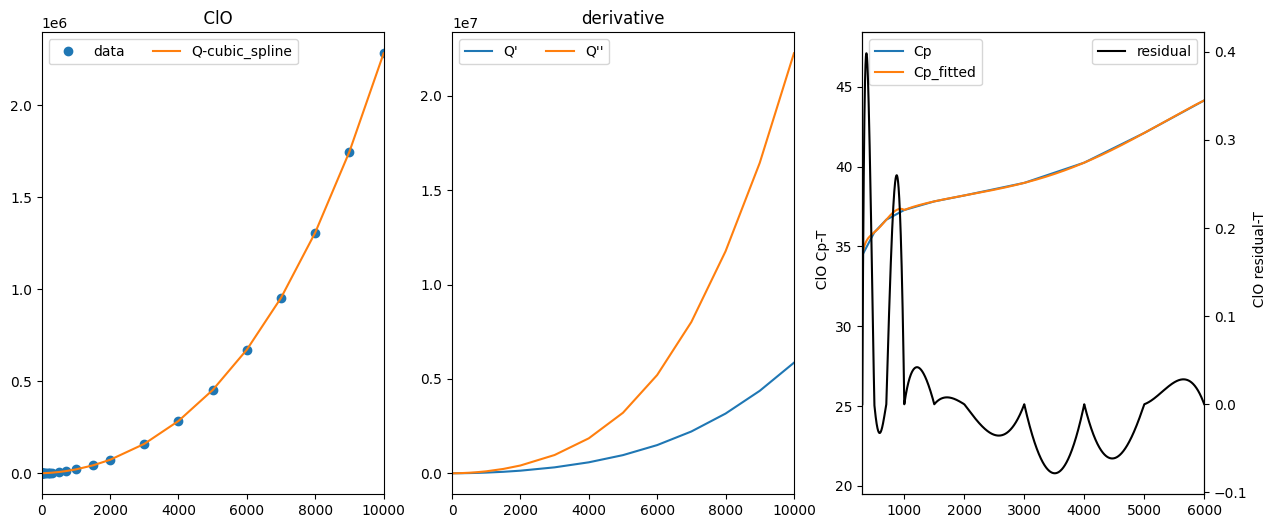 ClO
1e6
data
Q-cubic_spline
2.0
1.5
1.0
0.5
0.0
0 2000 4000 6000 8000 10000
derivative
1e7
Q'
Q''
2.0
1.5
1.0
0.5
0.0
0 2000 4000 6000 8000 10000
Cp
Cp_fitted
residual
ClO Cp-T
45
40
35
30
25
20
1000 2000 3000 4000 5000 6000
0.4
0.3
0.2
0.1
0.0
−0.1
ClO residual-T